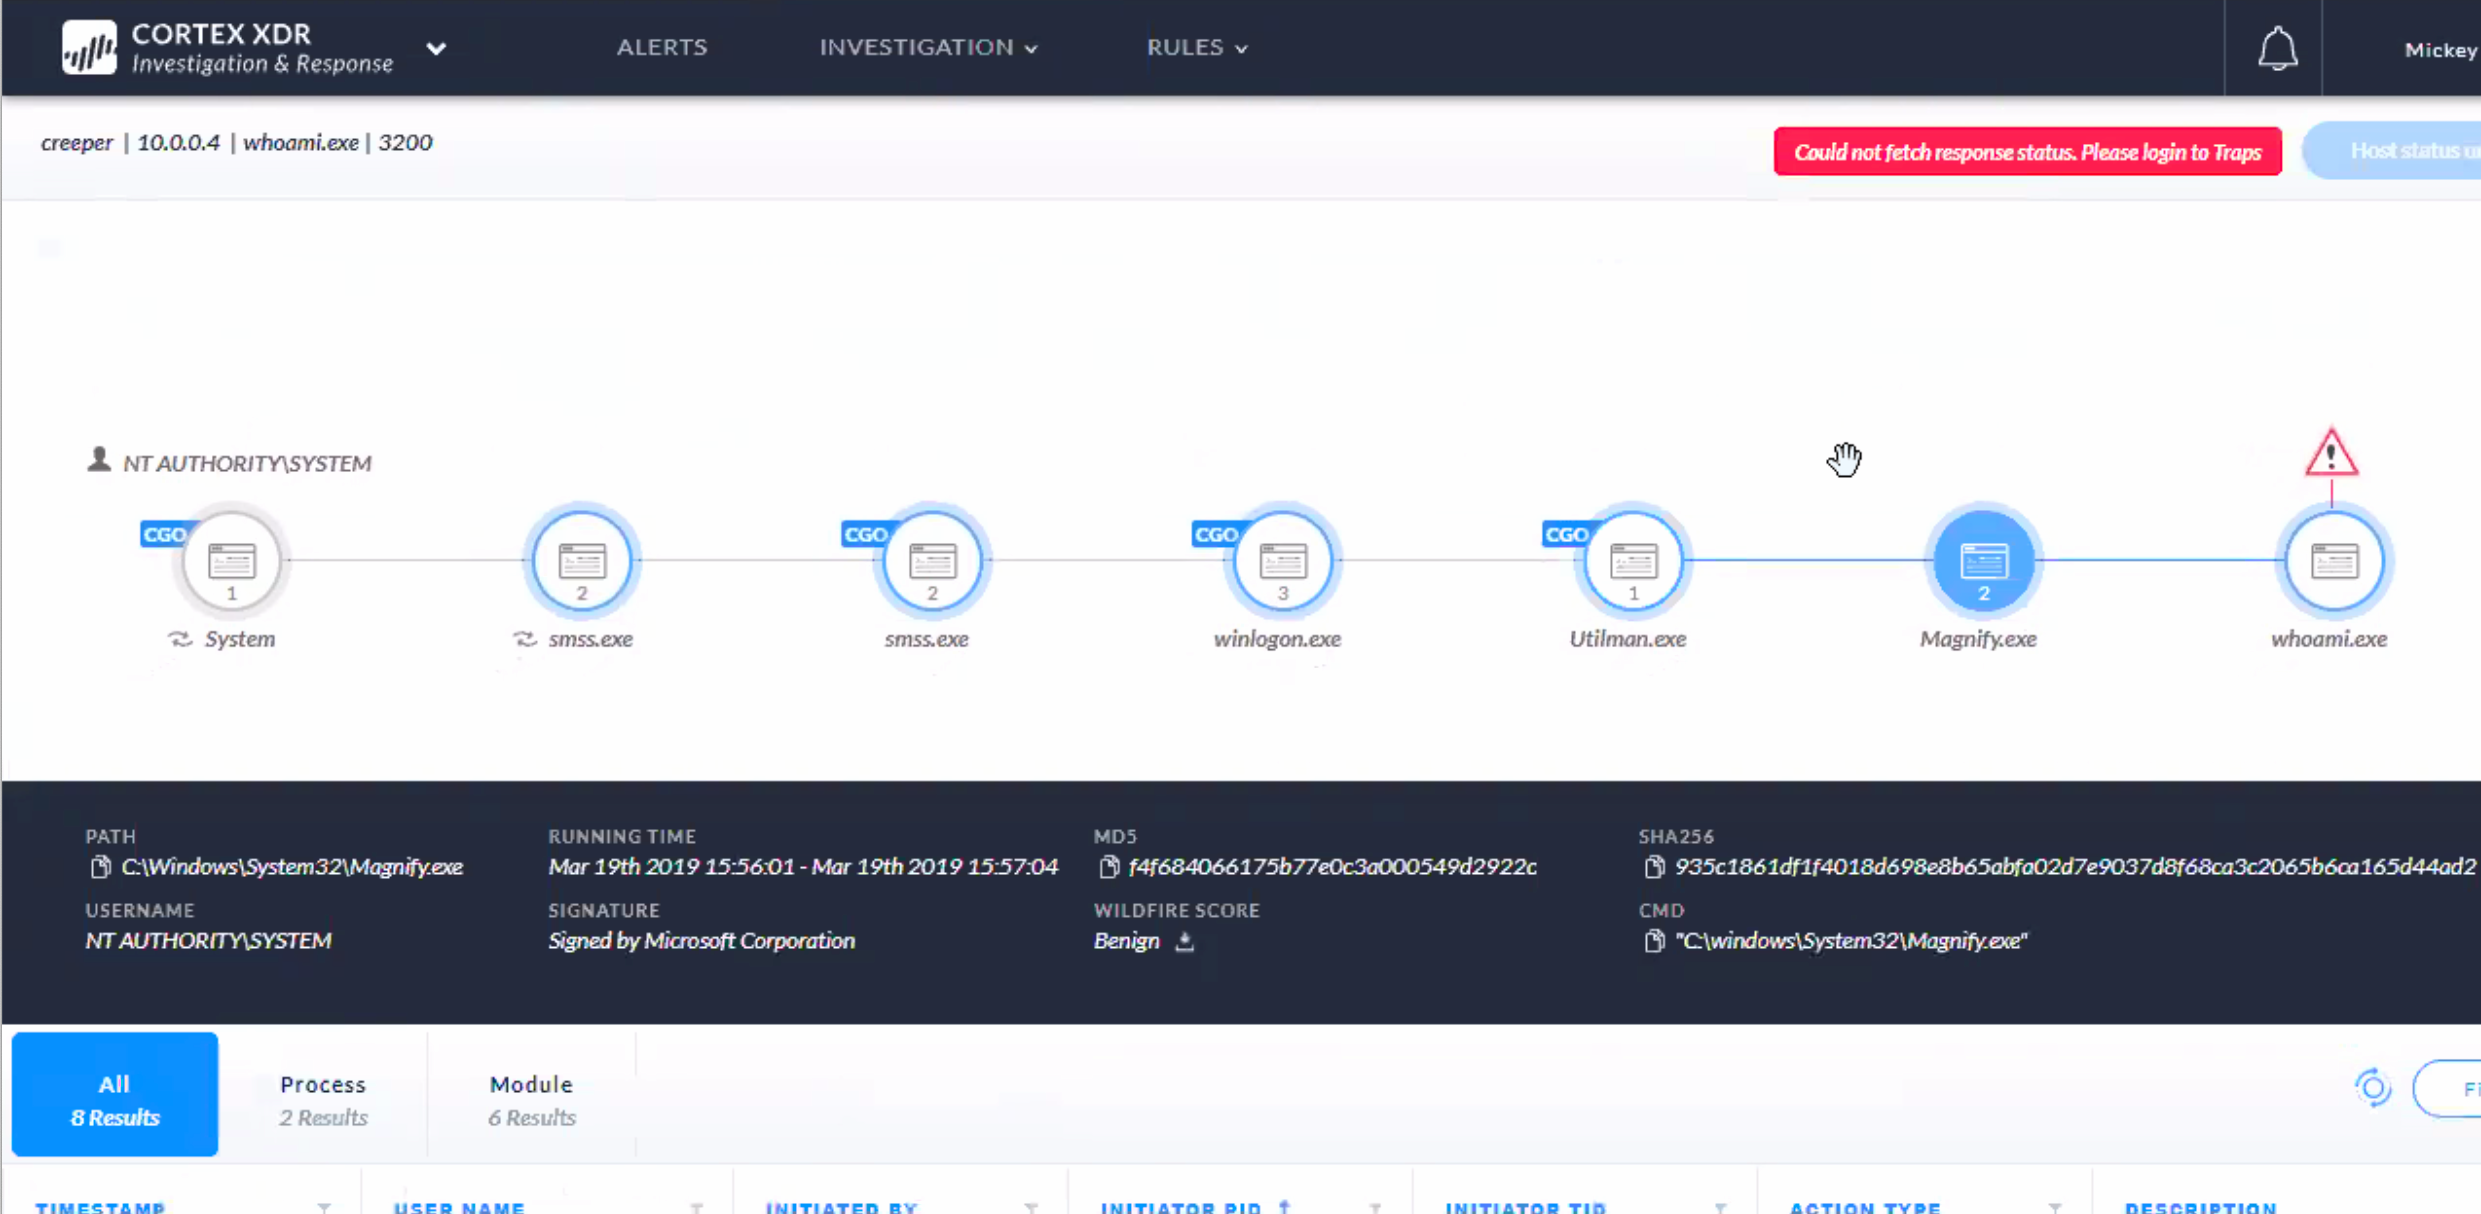 CORTEX XDR
Investigation & Response
ALERTS
INVESTIGATION
RULES
Mickey
creeper | 10.0.0.4 | whoami.exe | 3200
Could not fetch response status. Please login to Traps
Host status
NT AUTHORITY\SYSTEM
CGO
CGO
CGO
CGO
1
2
2
3
1
2
System
smss.exe
smss.exe
winlogon.exe
Utilman.exe
Magnify.exe
whoami.exe
PATH
C:\Windows\System32\Magnify.exe
RUNNING TIME
Mar 19th 2019 15:56:01 - Mar 19th 2019 15:57:04
MD5
f4f684066175b77e0c3a000549d2922c
SHA256
935c1861df1f4018d698e8b65abfa02d7e9037d8f68ca3c2065b6ca165d44ad2
USERNAME
NT AUTHORITY\SYSTEM
SIGNATURE
Signed by Microsoft Corporation
WILDFIRE SCORE
Benign
CMD
"C:\windows\System32\Magnify.exe"
All
8 Results
Process
2 Results
Module
6 Results
TIMESTAMP
USER NAME
INITIATED BY
INITIATOR PID
INITIATOR TID
ACTION TYPE
DESCRIPTION